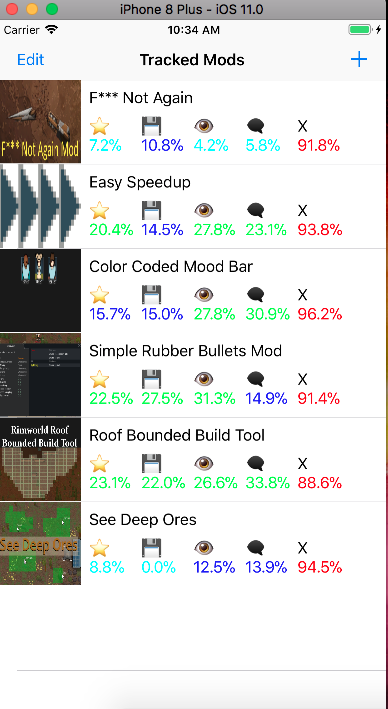 iPhone 8 Plus - iOS 11.0
Carrier 10:34 AM
Edit Tracked Mods +
F*** Not Again
7.2% 10.8% 4.2% 5.8% X 91.8%
F*** Not Again Mod
Easy Speedup
20.4% 14.5% 27.8% 23.1% X 93.8%
Color Coded Mood Bar
15.7% 15.0% 27.8% 30.9% X 96.2%
Simple Rubber Bullets Mod
22.5% 27.5% 31.3% 14.9% X 91.4%
Rimworld Roof
Bounded Build Tool
Roof Bounded Build Tool
23.1% 22.0% 26.6% 33.8% X 88.6%
See Deep Ores
See Deep Ores
8.8% 0.0% 12.5% 13.9% X 94.5%